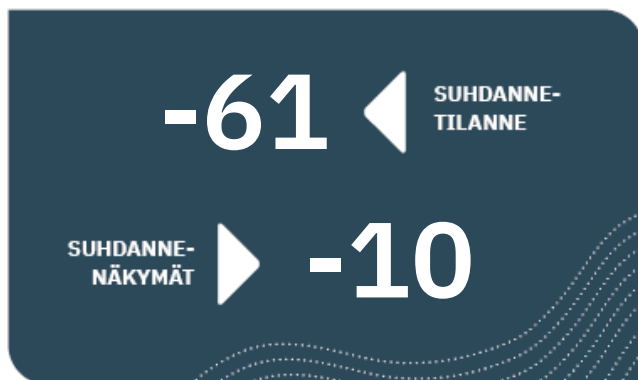 -61
SUHDANNE-
TILANNE
SUHDANNE-
NÄKYMÄT
-10